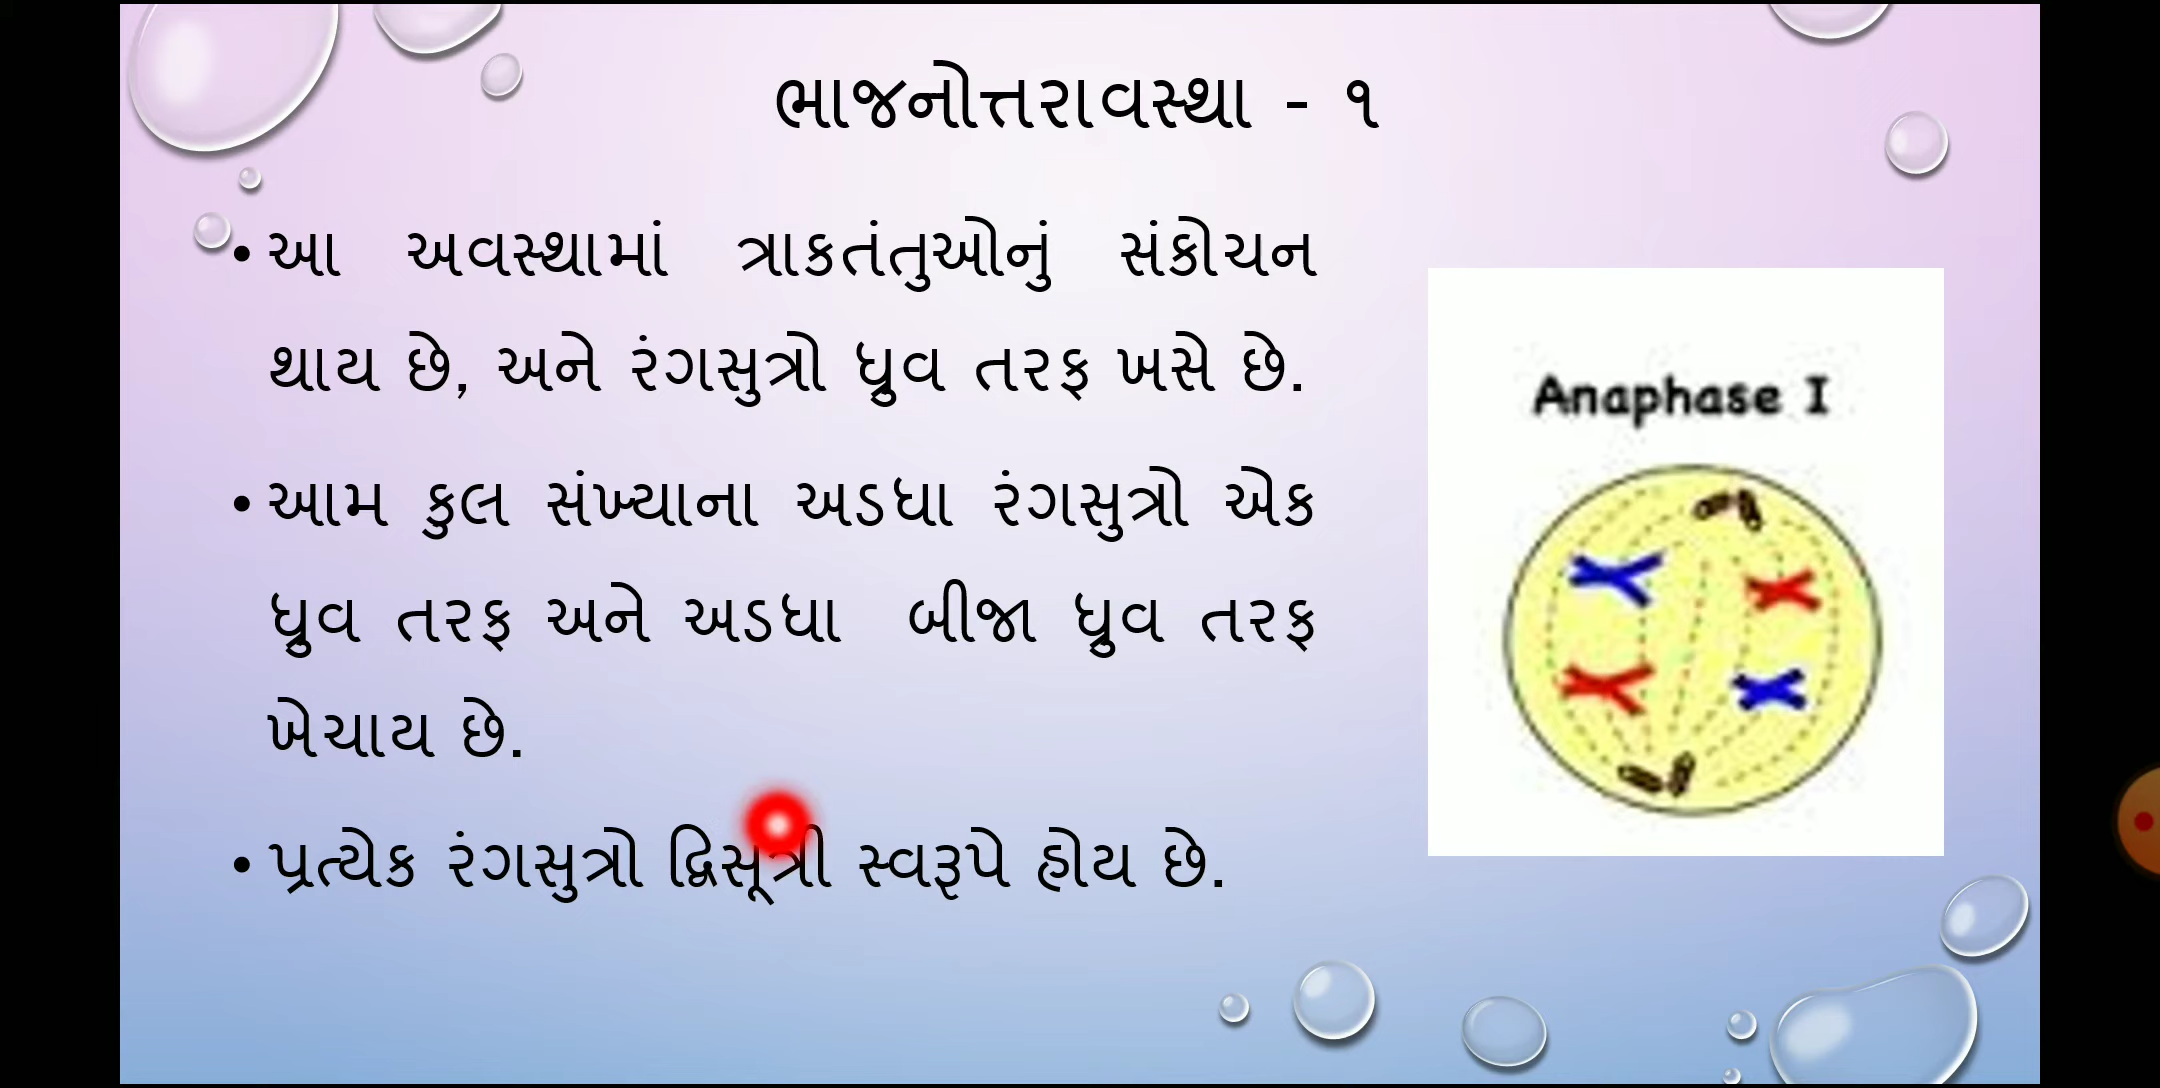 ભાજનોત્તરાવસ્થા - ૧
• આ અવસ્થામાં ત્રાકતંતુઓનું સંકોચન
થાય છે, અને રંગસુત્રો ધ્રુવ તરફ ખસે છે.
• આમ કુલ સંખ્યાના અડધા રંગસુત્રો એક
ધ્રુવ તરફ અને અડધા બીજા ધ્રુવ તરફ
ખેચાય છે.
• પ્રત્યેક રંગસુત્રો દ્વિસૂત્રી સ્વરૂપે હોય છે.
Anaphase I